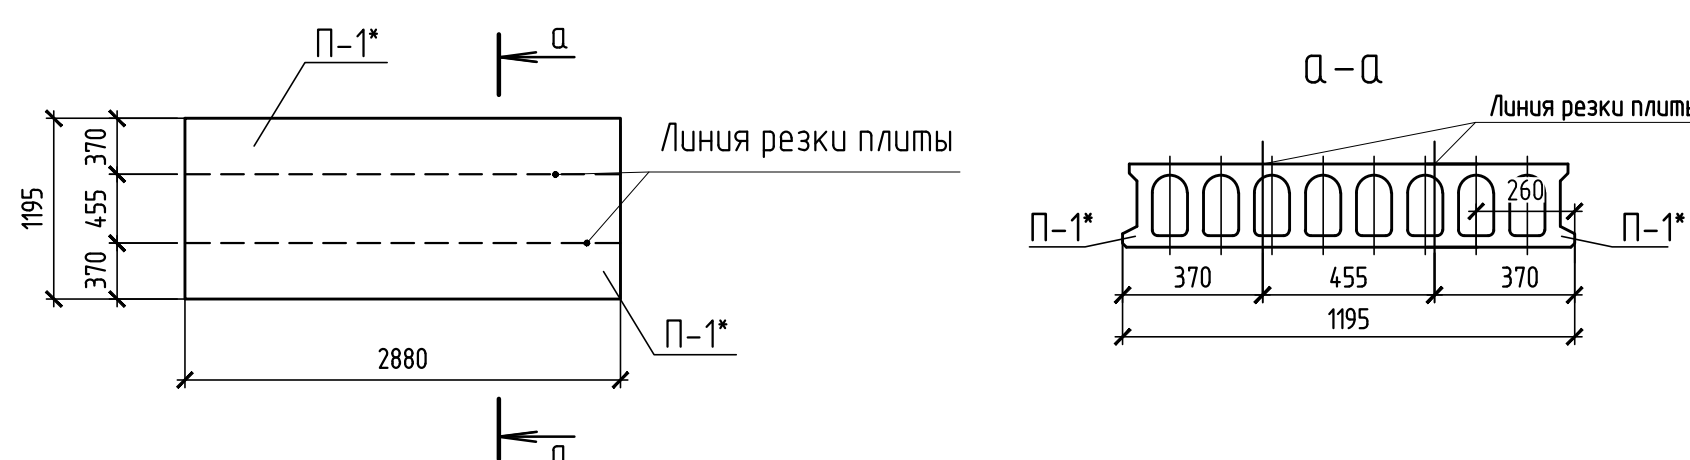 П-1*
а
370
455
370
1195
Линия резки плиты
П-1*
2880
а
а-а
Линия резки плиты
260
П-1*
П-1*
370
455
370
1195